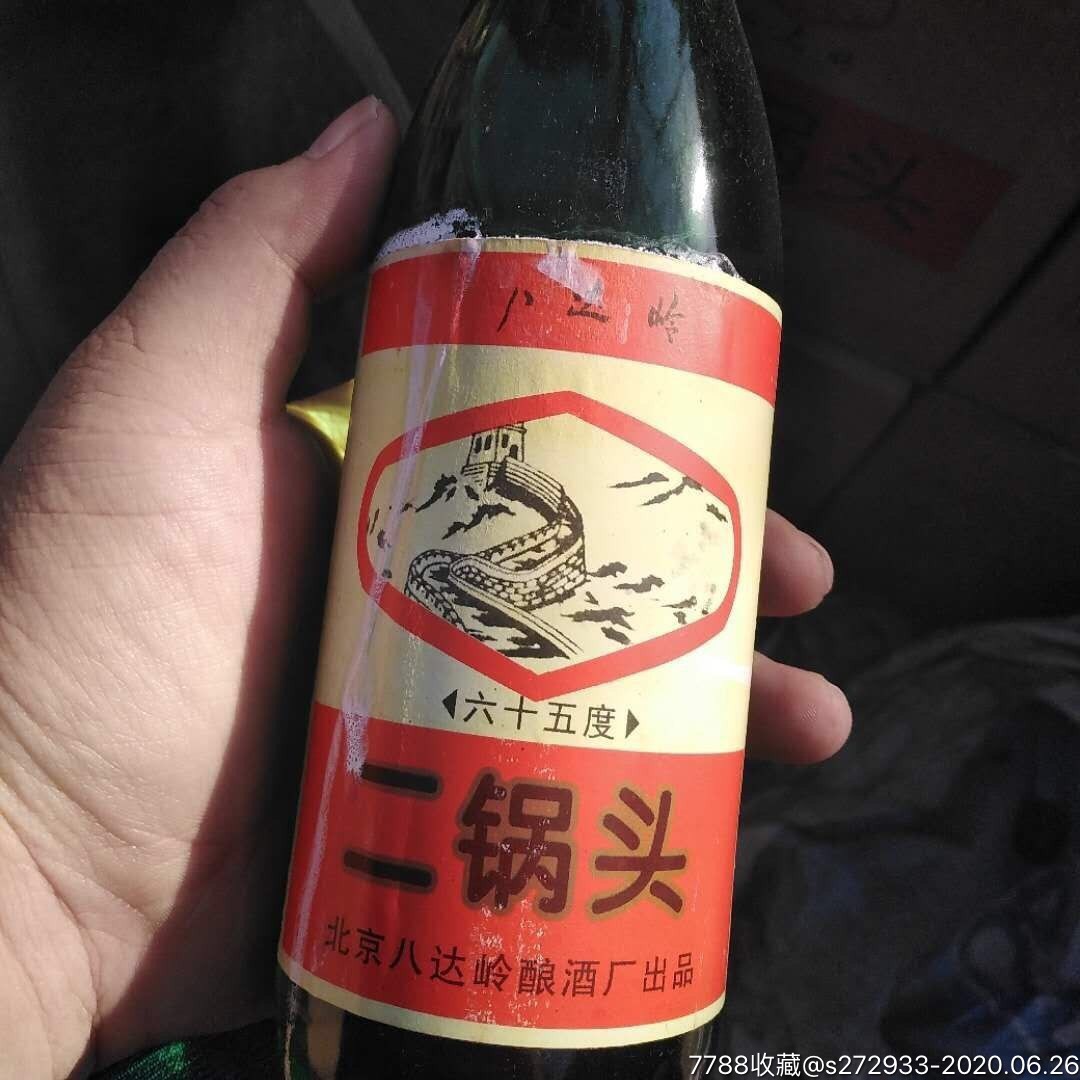 八达岭
六十五度
二锅头
北京八达岭酿酒厂出品
头
7788收藏@s272933-2020.06.26